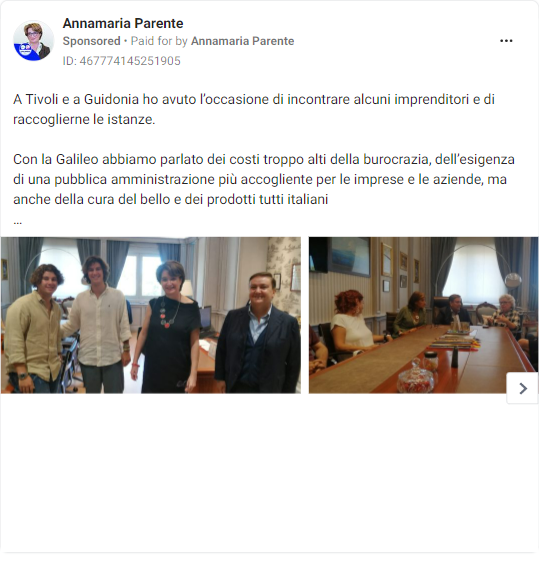 Annamaria Parente
Sponsored • Paid for by Annamaria Parente
ID: 467774145251905
A Tivoli e a Guidonia ho avuto l’occasione di incontrare alcuni imprenditori e di
raccoglierne le istanze.
Con la Galileo abbiamo parlato dei costi troppo alti della burocrazia, dell’esigenza
di una pubblica amministrazione più accogliente per le imprese e le aziende, ma
anche della cura del bello e dei prodotti tutti italiani
...